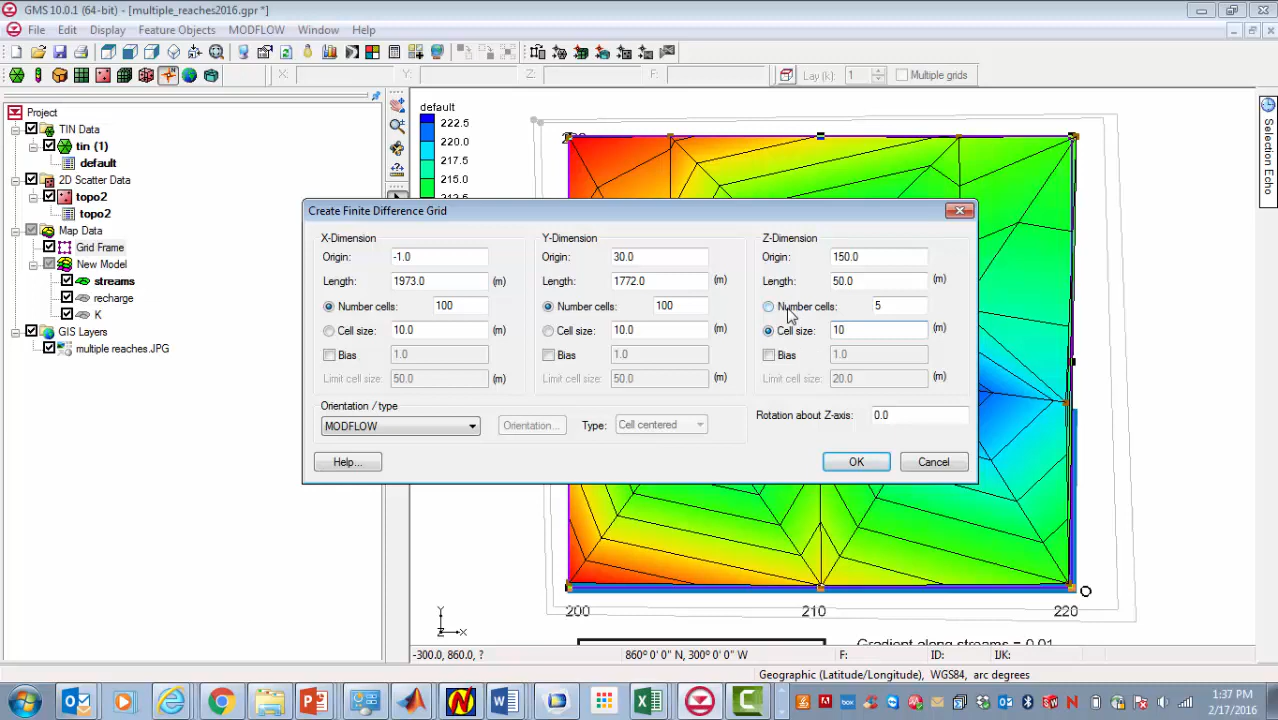 GMS 10.0.1 (64-bit) - [multiple_reaches2016.gpr *]
File Edit Display Feature Objects MODFLOW Window Help
X: Y: Z: F: Lay (k): 1 Multiple grids
Project
TIN Data
tin (1)
default
2D Scatter Data
topo2
topo2
Map Data
Grid Frame
New Model
streams
recharge
K
GIS Layers
multiple reaches.JPG
default
222.5
220.0
217.5
215.0
Selection Echo
Create Finite Difference Grid
X-Dimension
Origin: -1.0
Length: 1973.0 (m)
Number cells: 100
Cell size: 10.0
Bias 1.0
Limit cell size: 50.0 (m)
Y-Dimension
Origin: 30.0
Length: 1772.0 (m)
Number cells: 100
Cell size: 10.0 (m)
Bias 1.0
Limit cell size: 50.0 (m)
Z-Dimension
Origin: 150.0
Length: 50.0 (m)
Number cells: 5
Cell size: 10 (m)
Bias 1.0
Limit cell size: 20.0 (m)
Orientation / type
MODFLOW Orientation... Type: Cell centered
Rotation about Z-axis: 0.0
Help... OK Cancel
200 210 220
Y
Z X
Gradient along streams = 0.01
-300.0, 860.0, ? 860° 0' 0" N, 300° 0' 0" W F: ID: IJK:
Geographic (Latitude/Longitude), WGS84, arc degrees
1:37 PM
2/17/2016